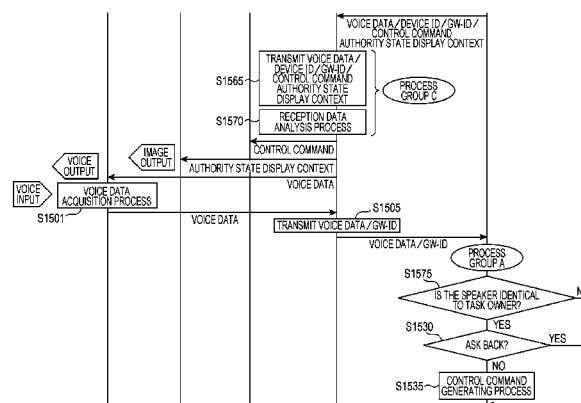 VOICE DATA/DEVICE ID/GW-ID/
CONTROL COMMAND
AUTHORITY STATE DISPLAY CONTEXT
S1565
TRANSMIT VOICE DATA/
DEVICE ID/GW-ID/
CONTROL COMMAND
AUTHORITY STATE
DISPLAY CONTEXT
PROCESS
GROUP C
S1570
RECEPTION DATA
ANALYSIS PROCESS
CONTROL COMMAND
IMAGE
OUTPUT
AUTHORITY STATE DISPLAY CONTEXT
VOICE
OUTPUT
VOICE DATA
VOICE
INPUT
VOICE DATA
ACQUISITION PROCESS
S1501
VOICE DATA
S1505
TRANSMIT VOICE DATA/GW-ID
VOICE DATA/GW-ID
PROCESS
GROUP A
S1575
IS THE SPEAKER IDENTICAL
TO TASK OWNER?
YES
S1530
ASK BACK?
YES
NO
S1535
CONTROL COMMAND
GENERATING PROCESS